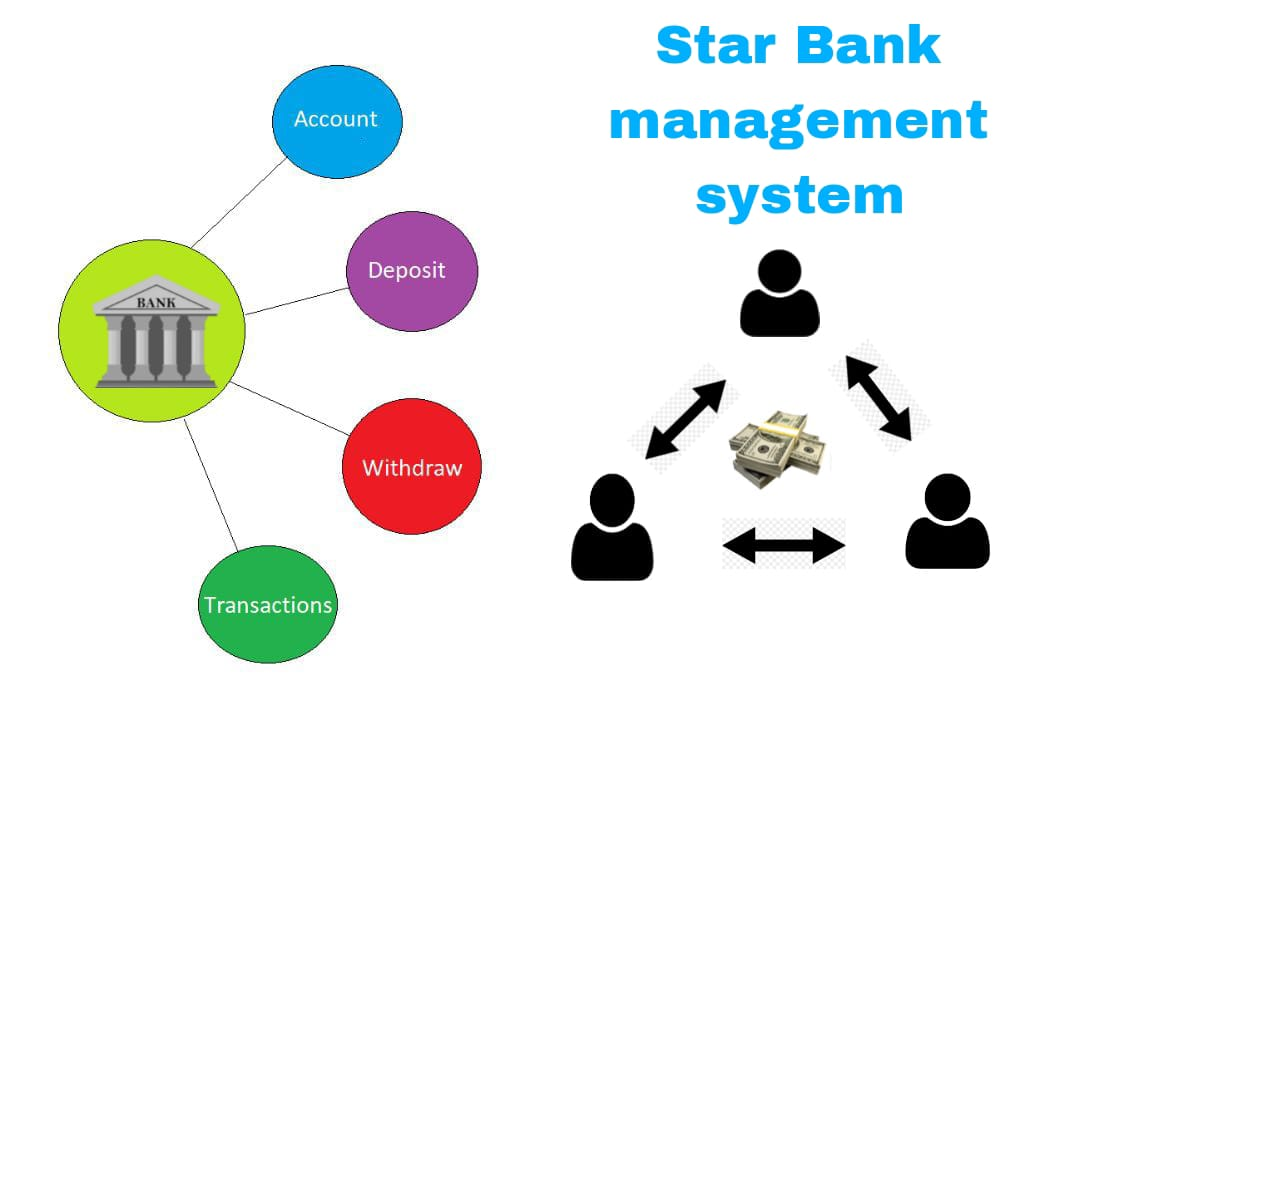 Star Bank
management
system
Account
Deposit
BANK
Withdraw
Transactions